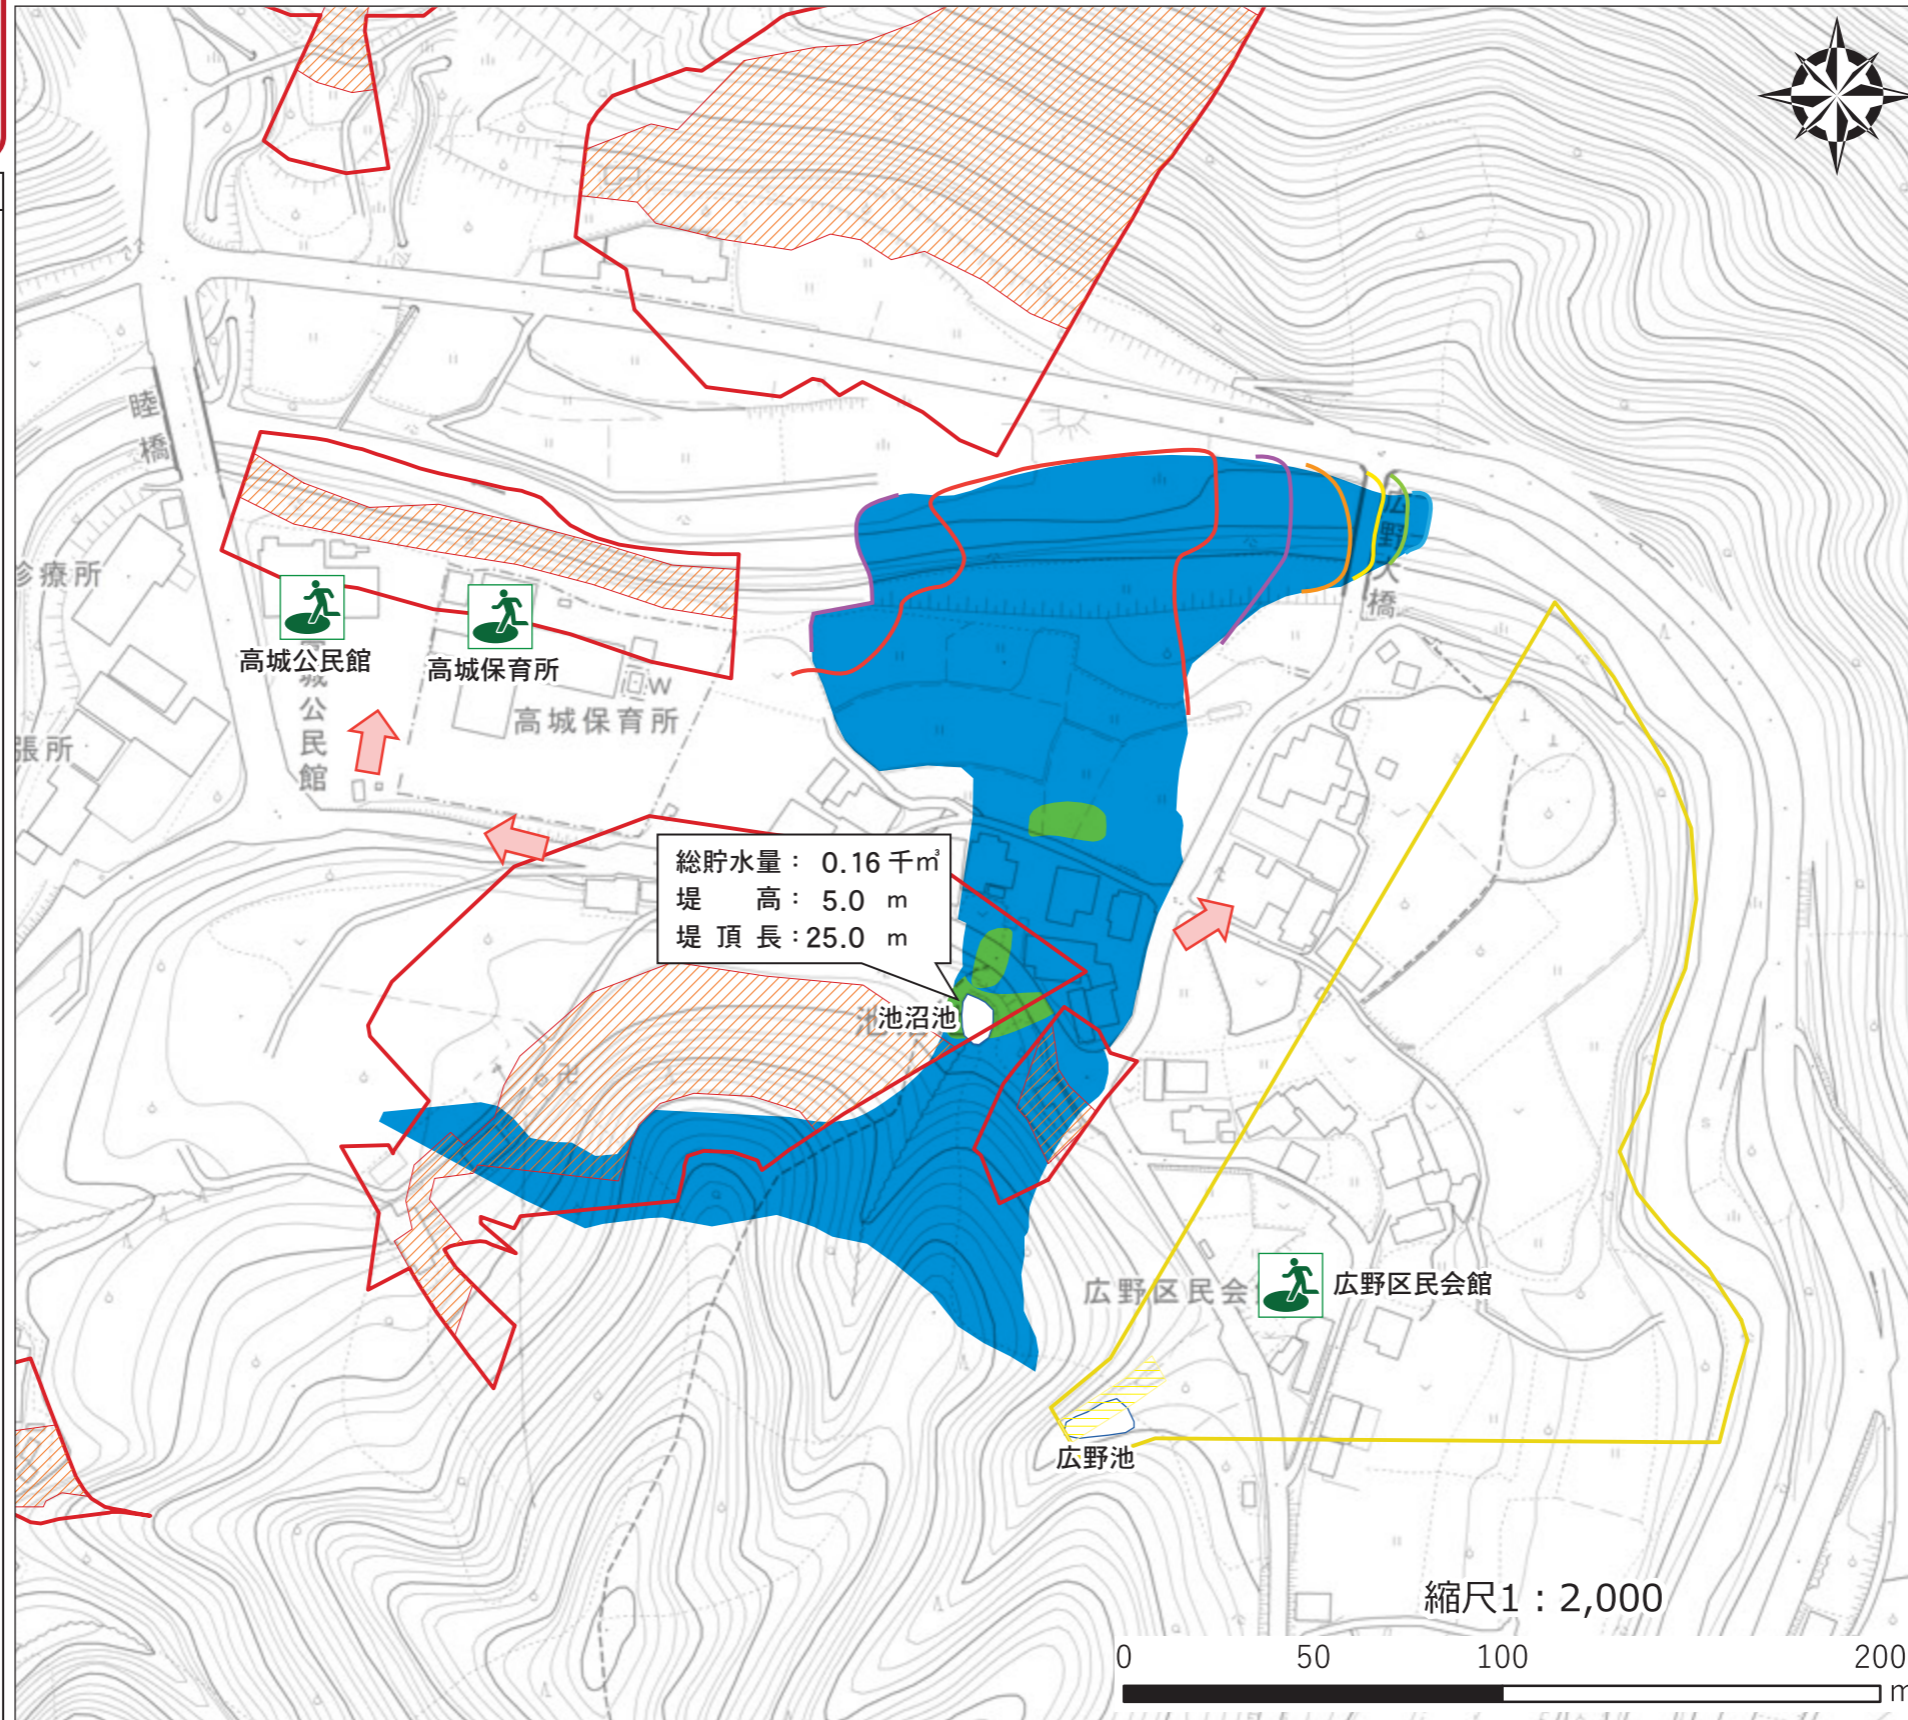 睦橋
診療所
高城公民館
高城保育所
城公民館
W
高城保育所
張所
広野大橋
総貯水量： 0.16 千㎥
堤　　高： 5.0 m
堤 頂 長：25.0 m
池沼池
広野区民会
広野区民会館
広野池
縮尺1：2,000
0 50 100 200
m